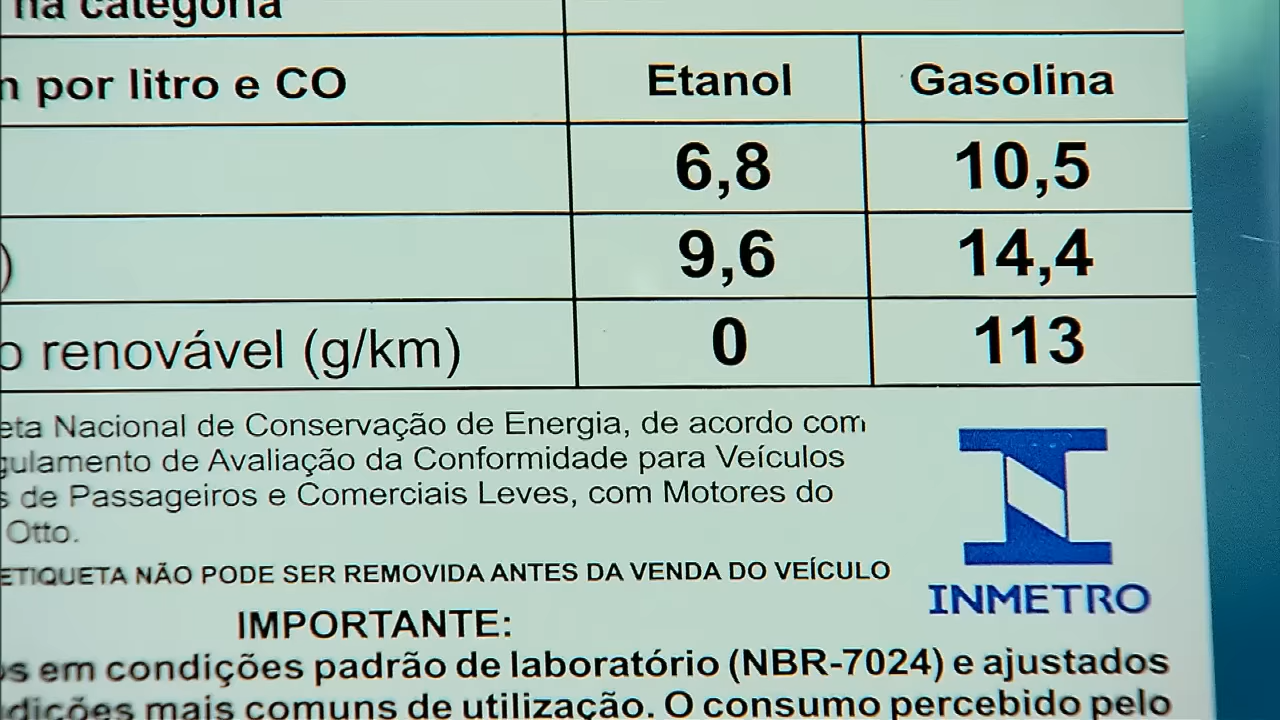 na categoria
por litro e CO Etanol Gasolina
6,8 10,5
) 9,6 14,4
o renovável (g/km) 0 113
eta Nacional de Conservação de Energia, de acordo com
gulamento de Avaliação da Conformidade para Veículos
s de Passageiros e Comerciais Leves, com Motores do
Otto.
ETIQUETA NÃO PODE SER REMOVIDA ANTES DA VENDA DO VEÍCULO
INMETRO
IMPORTANTE:
os em condições padrão de laboratório (NBR-7024) e ajustados
dições mais comuns de utilização. O consumo percebido pelo